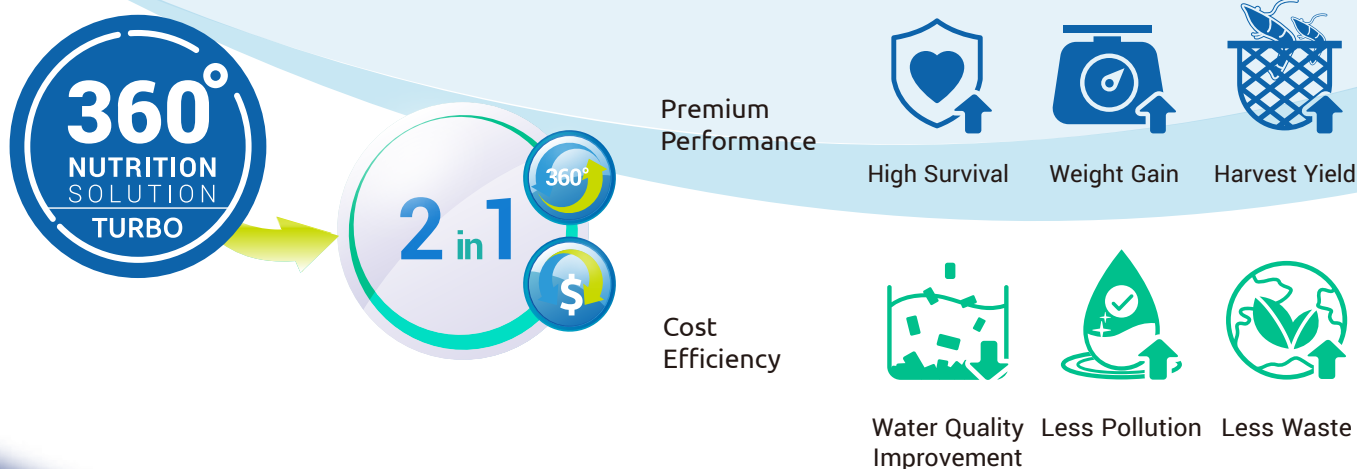 360°
NUTRITION
SOLUTION
TURBO
2 in 1
360°
$
Premium
Performance
High Survival
Weight Gain
Harvest Yield
Cost
Efficiency
Water Quality
Improvement
Less Pollution
Less Waste